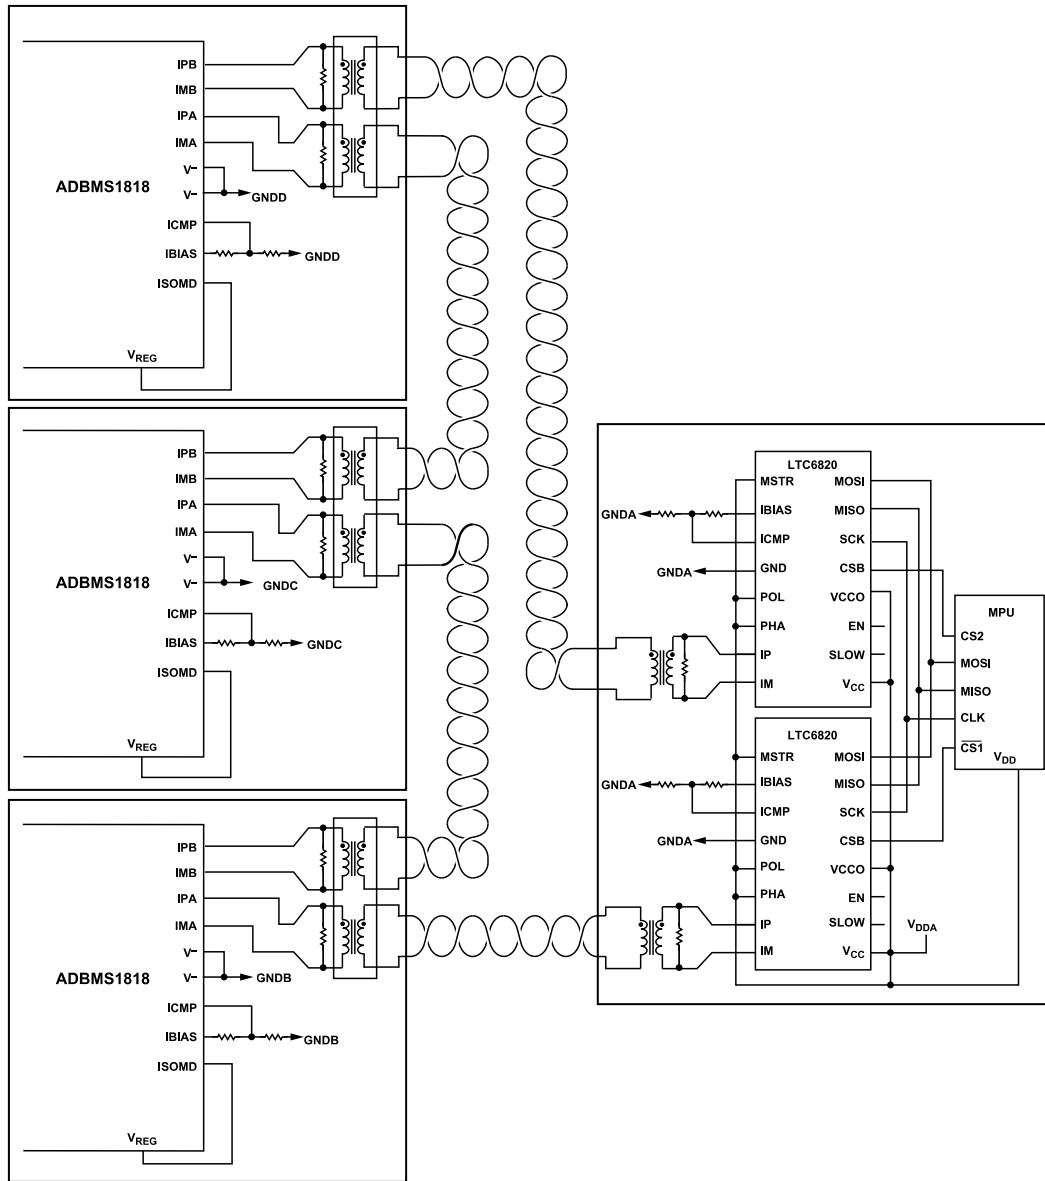 IPB
IMB
IPA
IMA
V–
V–
GNDD
ADBMS1818
ICMP
IBIAS
GNDD
ISOMD
VREG
IPB
IMB
IPA
IMA
V–
V–
GNDC
ADBMS1818
ICMP
IBIAS
GNDC
ISOMD
VREG
IPB
IMB
IPA
IMA
V–
V–
GNDB
ADBMS1818
ICMP
IBIAS
GNDB
ISOMD
VREG
LTC6820
MSTR MOSI
GNDA IBIAS MISO
ICMP SCK
GNDA GND CSB
POL VCCO
PHA EN
IP SLOW
IM VCC
MPU
CS2
MOSI
MISO
CLK
CS1
VDD
LTC6820
MSTR MOSI
GNDA IBIAS MISO
ICMP SCK
GNDA GND CSB
POL VCCO
PHA EN
IP SLOW
IM VCC
VDDA